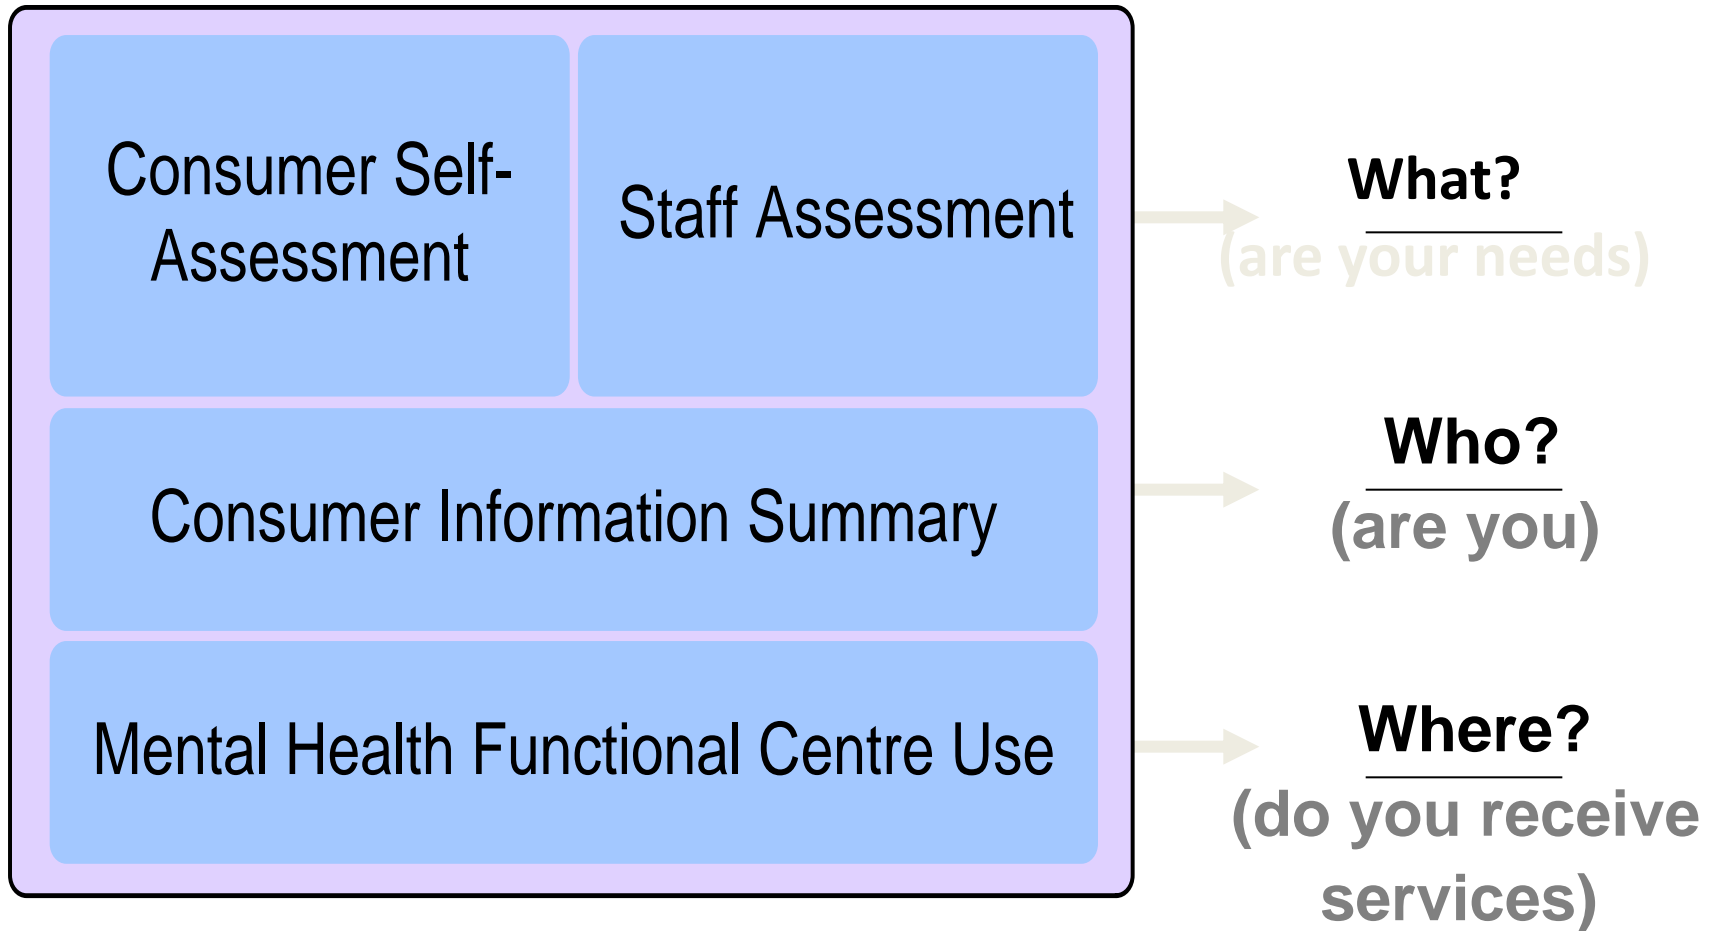 Consumer Self-
Assessment
Staff Assessment
What?
(are your needs)
Consumer Information Summary
Who?
(are you)
Mental Health Functional Centre Use
Where?
(do you receive
services)